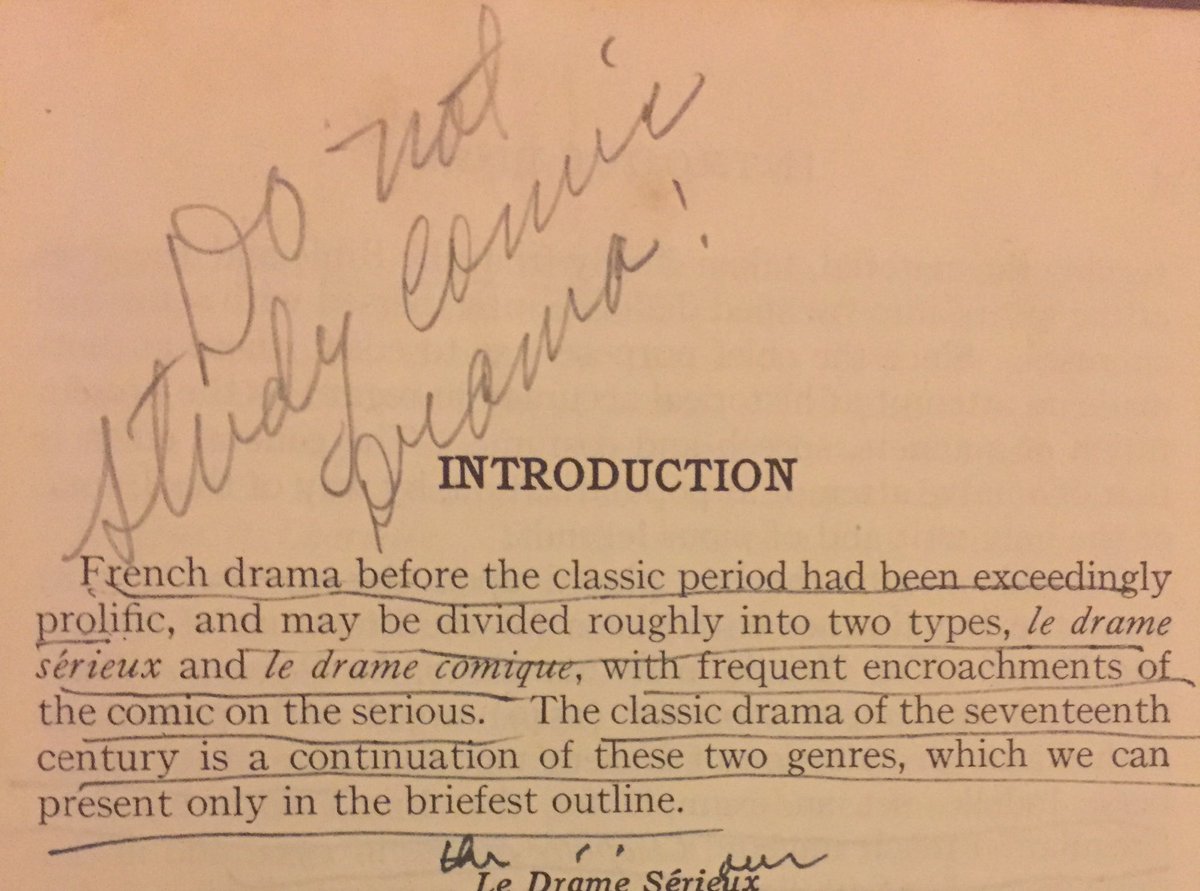 Do not
study Comic
Drama!
INTRODUCTION
French drama before the classic period had been exceedingly
prolific, and may be divided roughly into two types, le drame
sérieux and le drame comique, with frequent encroachments of
the comic on the serious. The classic drama of the seventeenth
century is a continuation of these two genres, which we can
present only in the briefest outline.
Le Drame Sérieux